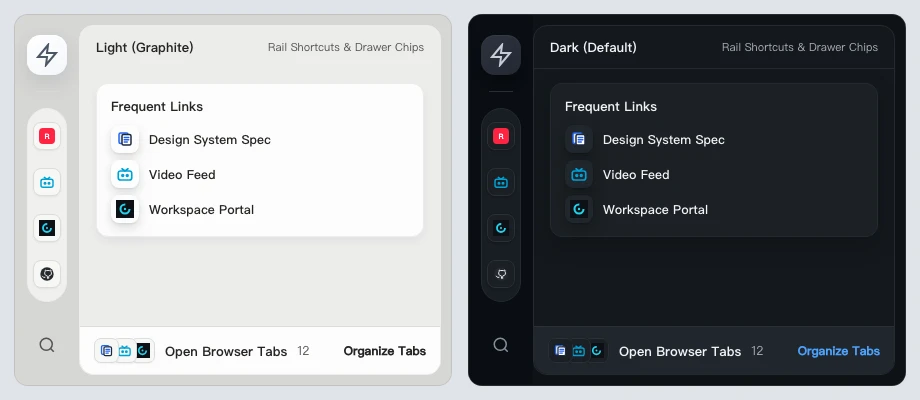 Light (Graphite)
Rail Shortcuts & Drawer Chips
R
Frequent Links
Design System Spec
Video Feed
Workspace Portal
Open Browser Tabs 12
Organize Tabs
Dark (Default)
Rail Shortcuts & Drawer Chips
R
Frequent Links
Design System Spec
Video Feed
Workspace Portal
Open Browser Tabs 12
Organize Tabs